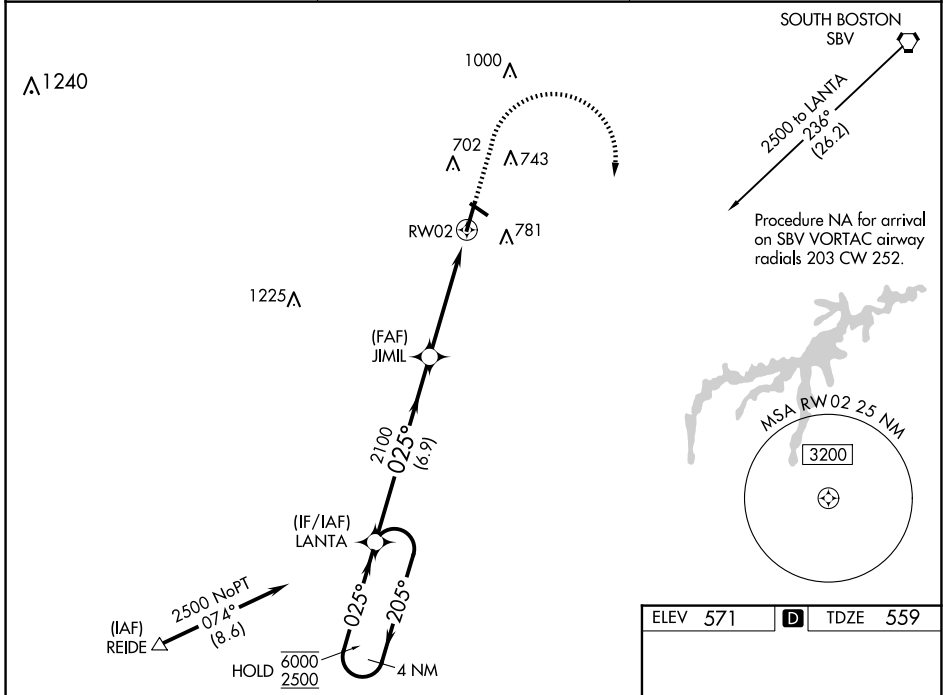 SOUTH BOSTON
SBV
1240
1000
2500 to LANTA
236°
(26.2)
702
743
RW02
781
Procedure NA for arrival
on SBV VORTAC airway
radials 203 CW 252.
1225
(FAF)
JIMIL
MSA RW02 25 NM
3200
2100
025°
(6.9)
(IF/IAF)
LANTA
2500 NoPT
074°
(8.6)
(IAF)
REIDE
025°
205°
HOLD 6000
2500
4 NM
ELEV 571 D TDZE 559